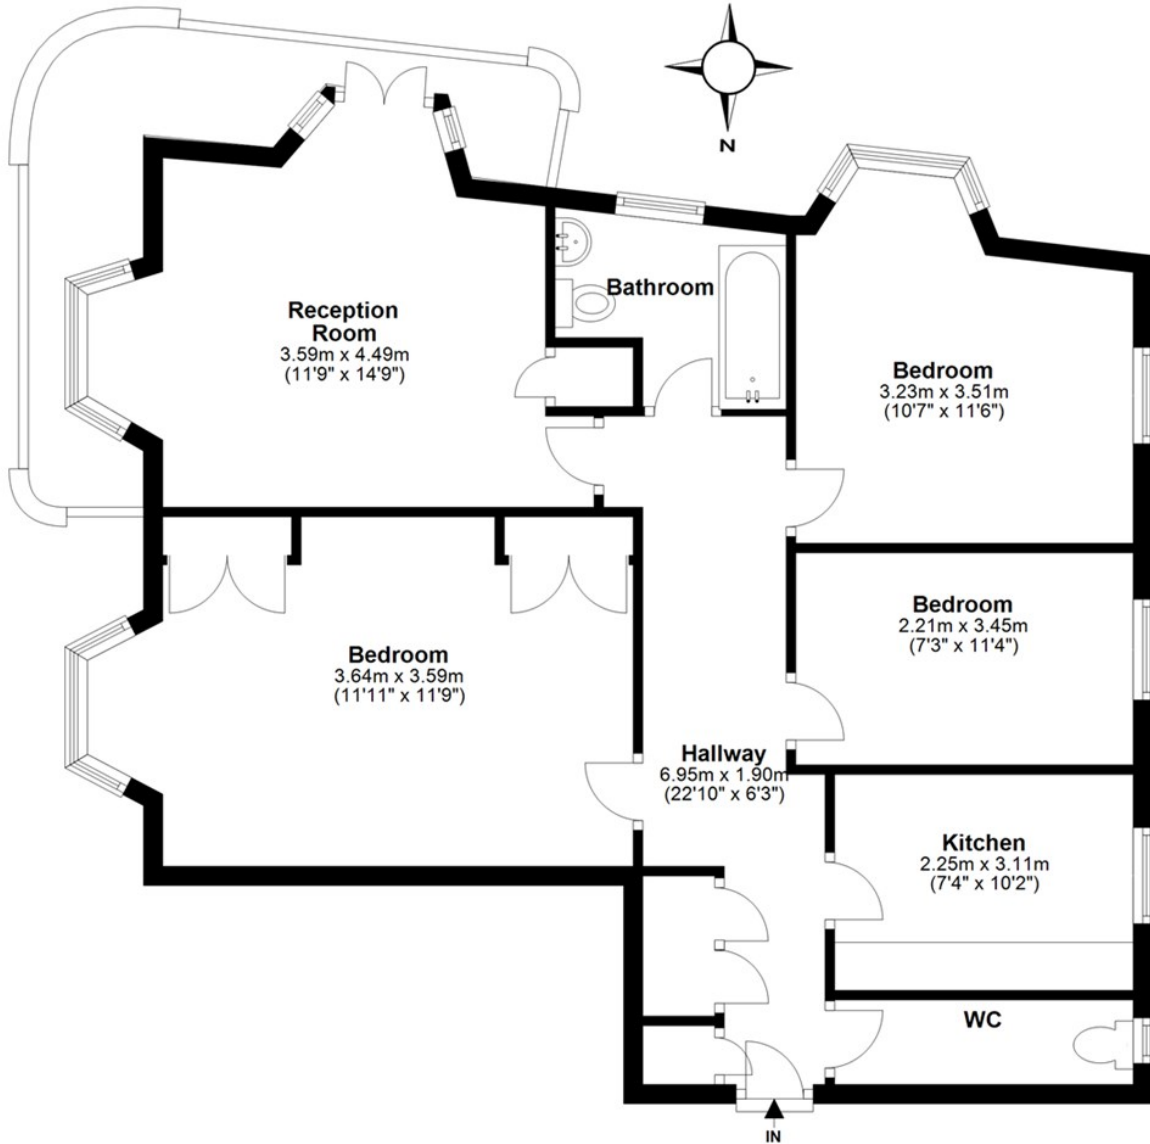 N
Reception
Room
3.59m x 4.49m
(11'9" x 14'9")
Bathroom
Bedroom
3.23m x 3.51m
(10'7" x 11'6")
Bedroom
2.21m x 3.45m
(7'3" x 11'4")
Bedroom
3.64m x 3.59m
(11'11" x 11'9")
Hallway
6.95m x 1.90m
(22'10" x 6'3")
Kitchen
2.25m x 3.11m
(7'4" x 10'2")
WC
IN